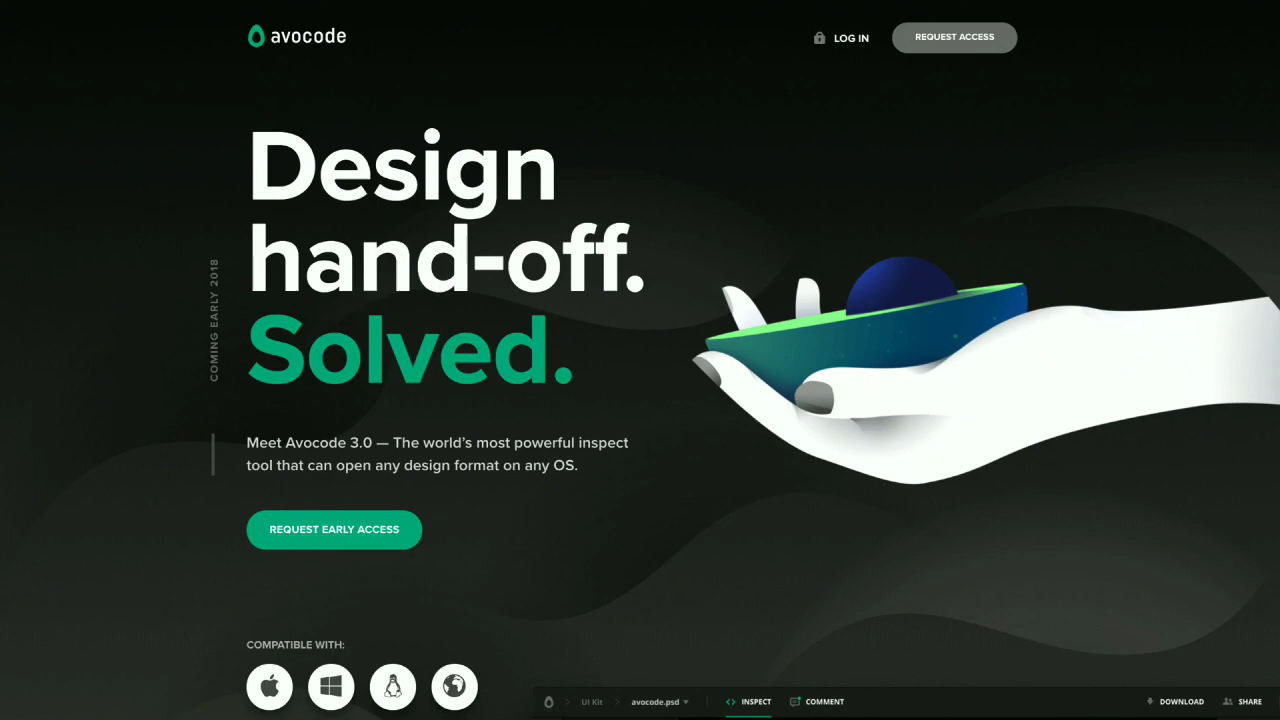 avocode
LOG IN
REQUEST ACCESS
Design
hand-off.
Solved.
COMING EARLY 2018
Meet Avocode 3.0 — The world's most powerful inspect
tool that can open any design format on any OS.
REQUEST EARLY ACCESS
COMPATIBLE WITH:
UI Kit
avocode.psd
INSPECT
COMMENT
DOWNLOAD
SHARE